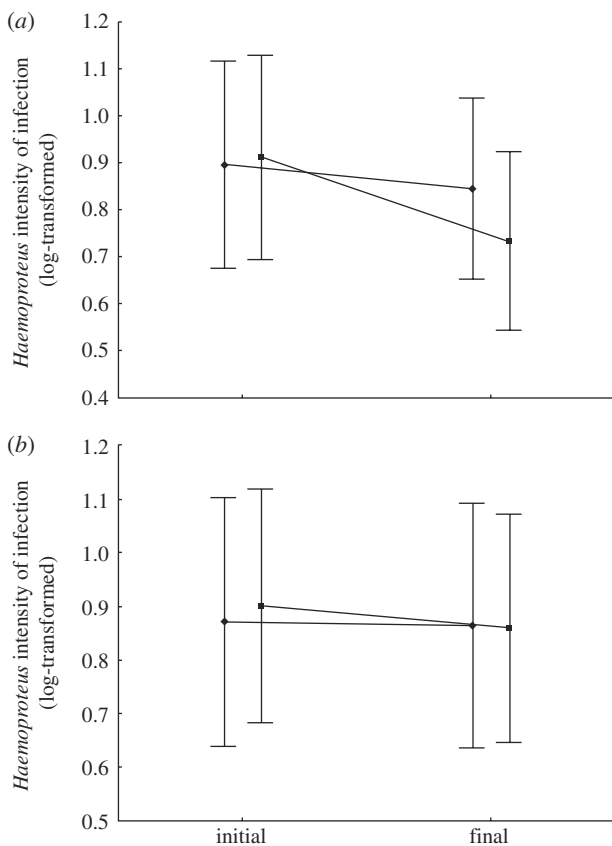 (a)
1.2
1.1
1.0
0.9
0.8
0.7
0.6
0.5
0.4
Haemoproteus intensity of infection
(log-transformed)
(b)
1.2
1.1
1.0
0.9
0.8
0.7
0.6
0.5
Haemoproteus intensity of infection
(log-transformed)
initial
final